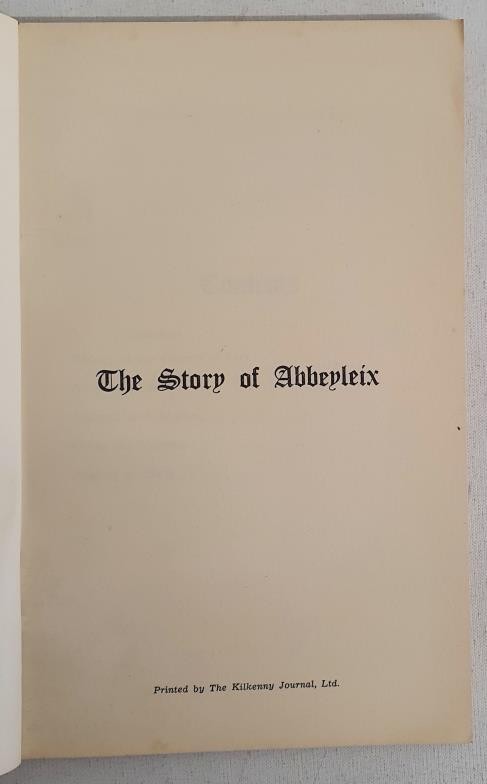 The Story of Abbeyleix
Printed by The Kilkenny Journal, Ltd.